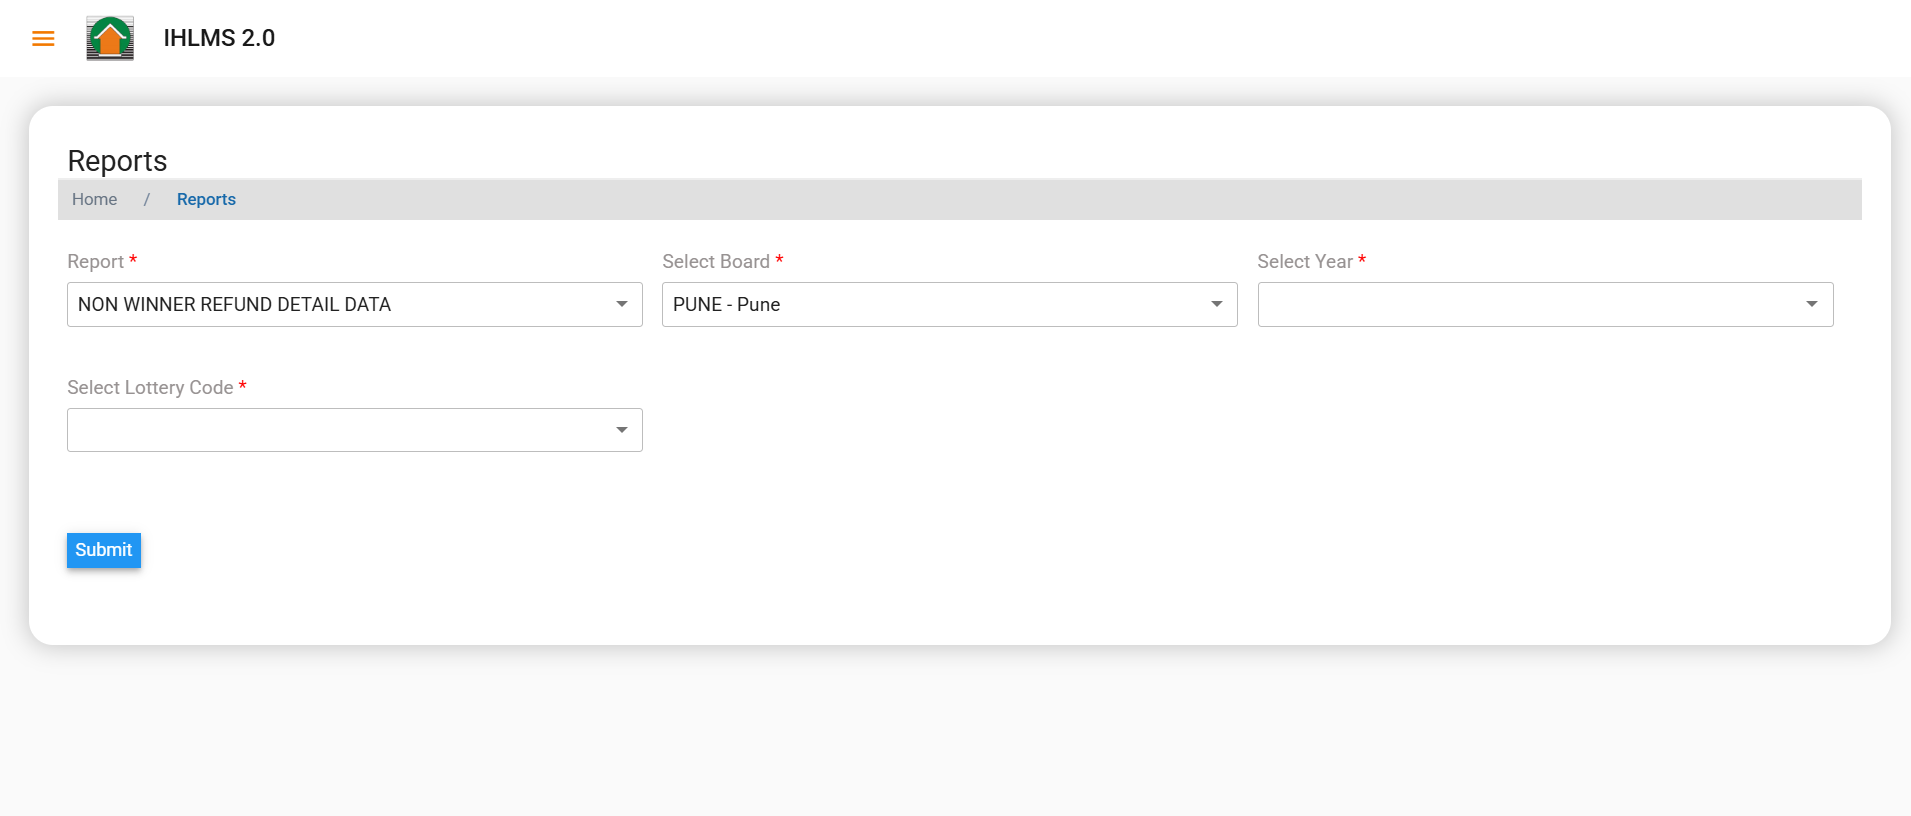 IHLMS 2.0
Reports
Home / Reports
Report * Select Board * Select Year *
NON WINNER REFUND DETAIL DATA PUNE - Pune
Select Lottery Code *
Submit